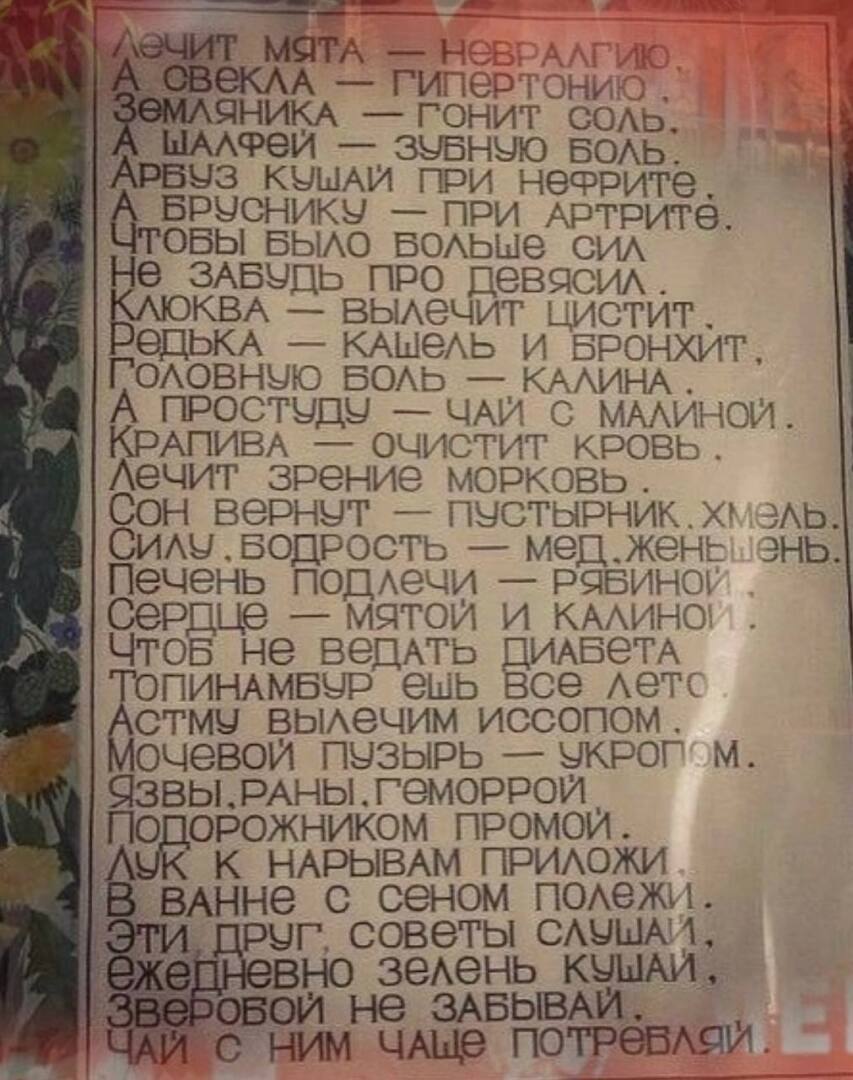 Лечит мята — невралгию,
А свекла — гипертонию.
Земляника — гонит соль,
А шалфей — зубную боль.
Арбуз кушай при нефрите,
А бруснику — при артрите.
Чтобы было больше сил
Не забудь про девясил.
Клюква — вылечит цистит,
Редька — кашель и бронхит,
Головную боль — калина.
А простуду — чай с малиной.
Крапива — очистит кровь.
Лечит зрение морковь.
Сон вернут — пустырник, хмель.
Силу, бодрость — мед, женьшень.
Печень подлечи — рябиной,
Сердце — мятой и калиной.
Чтоб не ведать диабета
Топинамбур ешь все лето.
Астму вылечим иссопом,
Мочевой пузырь — укропом.
Язвы, раны, геморрой
Подорожником промой.
Лук к нарывам приложи,
В ванне с сеном полежи.
Эти друг, советы слушай,
Ежедневно зелень кушай,
Зверобой не забывай,
Чай с ним чаще потребляй.